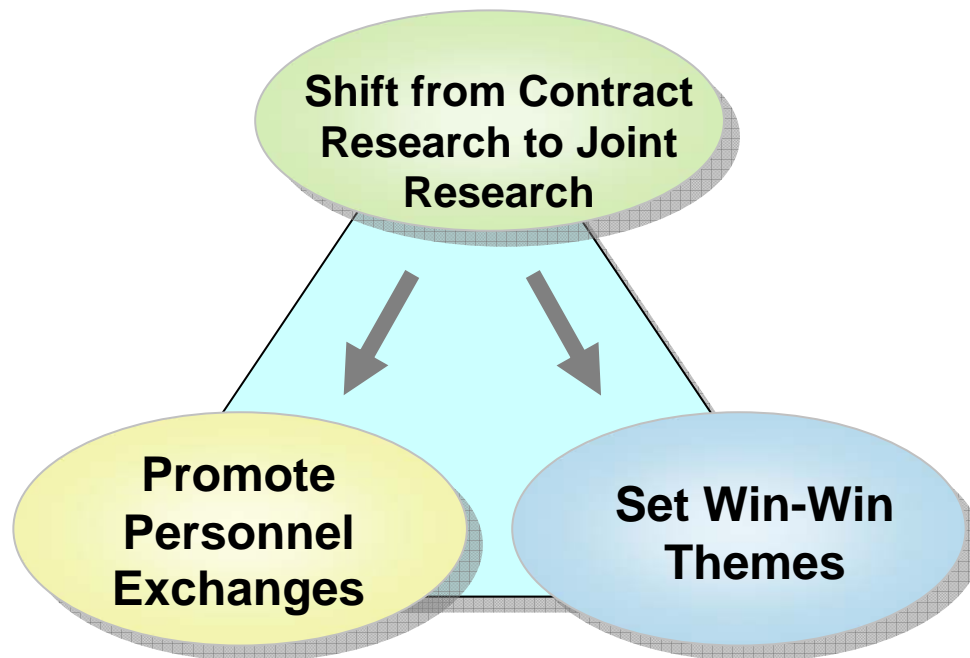 Shift from Contract
Research to Joint
Research
Promote
Personnel
Exchanges
Set Win-Win
Themes